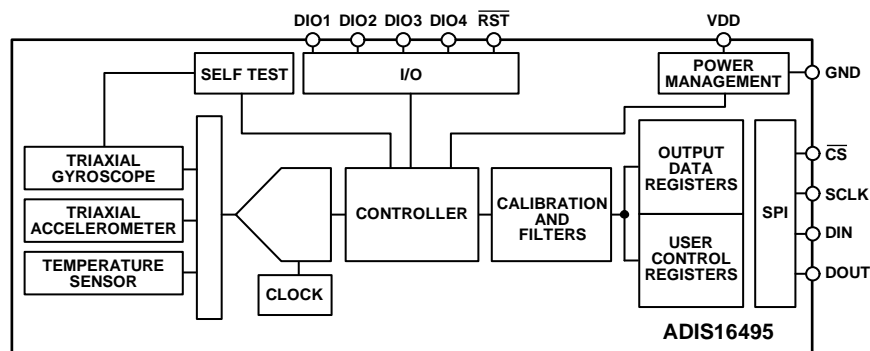 DIO1 DIO2 DIO3 DIO4 RST VDD
SELF TEST
I/O
POWER
MANAGEMENT
GND
TRIAXIAL
GYROSCOPE
TRIAXIAL
ACCELEROMETER
TEMPERATURE
SENSOR
CLOCK
CONTROLLER
CALIBRATION
AND
FILTERS
OUTPUT
DATA
REGISTERS
USER
CONTROL
REGISTERS
SPI
CS
SCLK
DIN
DOUT
ADIS16495